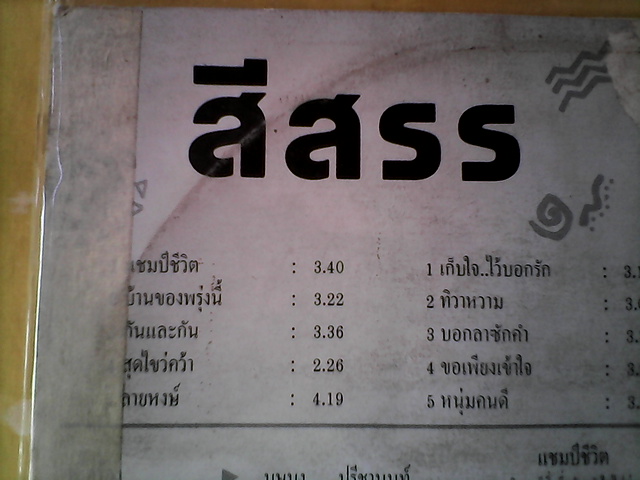 สีสรร
แชมป์ชีวิต : 3.40
บ้านของพรุ่งนี้ : 3.22
กันและกัน : 3.36
สุดไขว่คว้า : 2.26
ลายหงษ์ : 4.19
1 เก็บใจ..ไว้บอกรัก :
2 ทิวาหวาม :
3 บอกลาซักคำ :
4 ขอเพียงเข้าใจ :
5 หนุ่มคนดี :
แชมป์ชีวิต